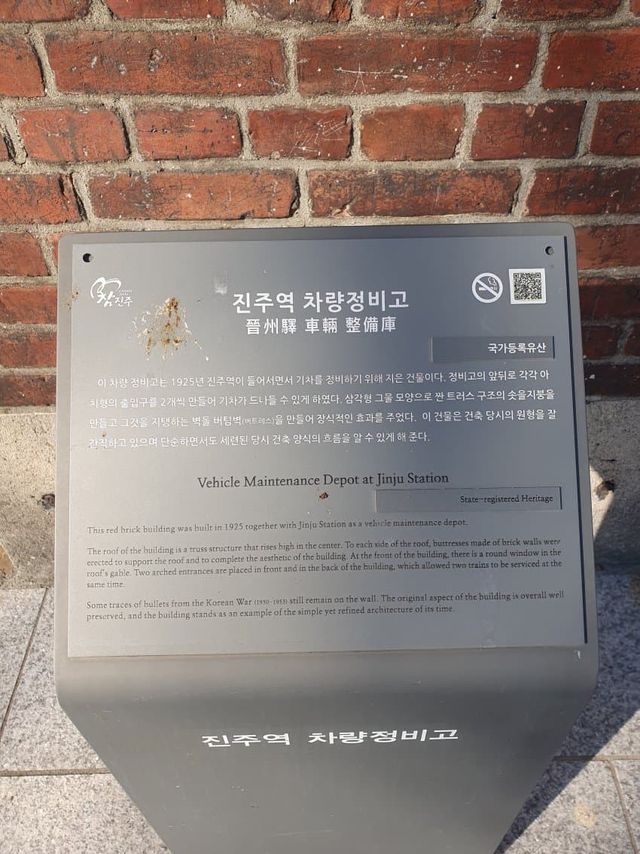 참진주
진주역 차량정비고
晉州驛 車輛 整備庫
국가등록유산
이 차량 정비고는 1925년 진주역이 들어서면서 기차를 정비하기 위해 지은 건물이다. 정비고의 앞뒤로 각각 아
치형의 출입구를 2개씩 만들어 기차가 드나들 수 있게 하였다. 삼각형 그물 모양으로 짠 트러스 구조의 솟을지붕을
만들고 그것을 지탱하는 벽돌 버팀벽(버트레스)을 만들어 장식적인 효과를 주었다. 이 건물은 건축 당시의 원형을 잘
간직하고 있으며 단순하면서도 세련된 당시 건축 양식의 흐름을 알 수 있게 해 준다.
Vehicle Maintenance Depot at Jinju Station
State-registered Heritage
This red brick building was built in 1925 together with Jinju Station as a vehicle maintenance depot.
The roof of the building is a truss structure that rises high in the center. To each side of the roof, buttresses made of brick walls were
erected to support the roof and to complete the aesthetic of the building. At the front of the building, there is a round window in the
roof's gable. Two arched entrances are placed in front and in the back of the building, which allowed two trains to be serviced at the
same time.
Some traces of bullets from the Korean War (1950-1953) still remain on the wall. The original aspect of the building is overall well
preserved, and the building stands as an example of the simple yet refined architecture of its time.
진주역 차량정비고